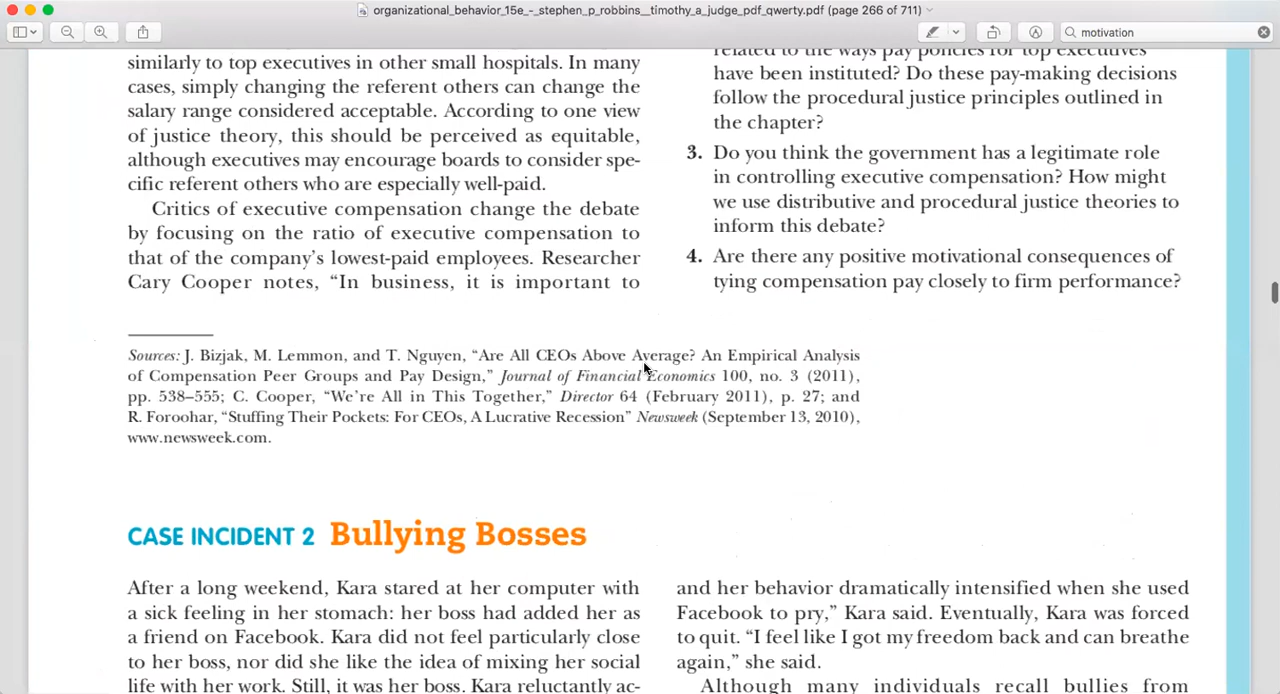 organizational_behavior_15e_-_stephen_p_robbins__timothy_a_judge_pdf_qwerty.pdf (page 266 of 711)
motivation
similarly to top executives in other small hospitals. In many
cases, simply changing the referent others can change the
salary range considered acceptable. According to one view
of justice theory, this should be perceived as equitable,
although executives may encourage boards to consider spe-
cific referent others who are especially well-paid.
Critics of executive compensation change the debate
by focusing on the ratio of executive compensation to
that of the company's lowest-paid employees. Researcher
Cary Cooper notes, “In business, it is important to
related to the ways pay policies for top executives
have been instituted? Do these pay-making decisions
follow the procedural justice principles outlined in
the chapter?
3. Do you think the government has a legitimate role
in controlling executive compensation? How might
we use distributive and procedural justice theories to
inform this debate?
4. Are there any positive motivational consequences of
tying compensation pay closely to firm performance?
Sources: J. Bizjak, M. Lemmon, and T. Nguyen, “Are All CEOs Above Average? An Empirical Analysis
of Compensation Peer Groups and Pay Design,” Journal of Financial Economics 100, no. 3 (2011),
pp. 538–555; C. Cooper, “We're All in This Together,” Director 64 (February 2011), p. 27; and
R. Foroohar, “Stuffing Their Pockets: For CEOs, A Lucrative Recession” Newsweek (September 13, 2010),
www.newsweek.com.
CASE INCIDENT 2 Bullying Bosses
After a long weekend, Kara stared at her computer with
a sick feeling in her stomach: her boss had added her as
a friend on Facebook. Kara did not feel particularly close
to her boss, nor did she like the idea of mixing her social
life with her work. Still, it was her boss. Kara reluctantly ac-
and her behavior dramatically intensified when she used
Facebook to pry,” Kara said. Eventually, Kara was forced
to quit. “I feel like I got my freedom back and can breathe
again,” she said.
Although many individuals recall bullies from